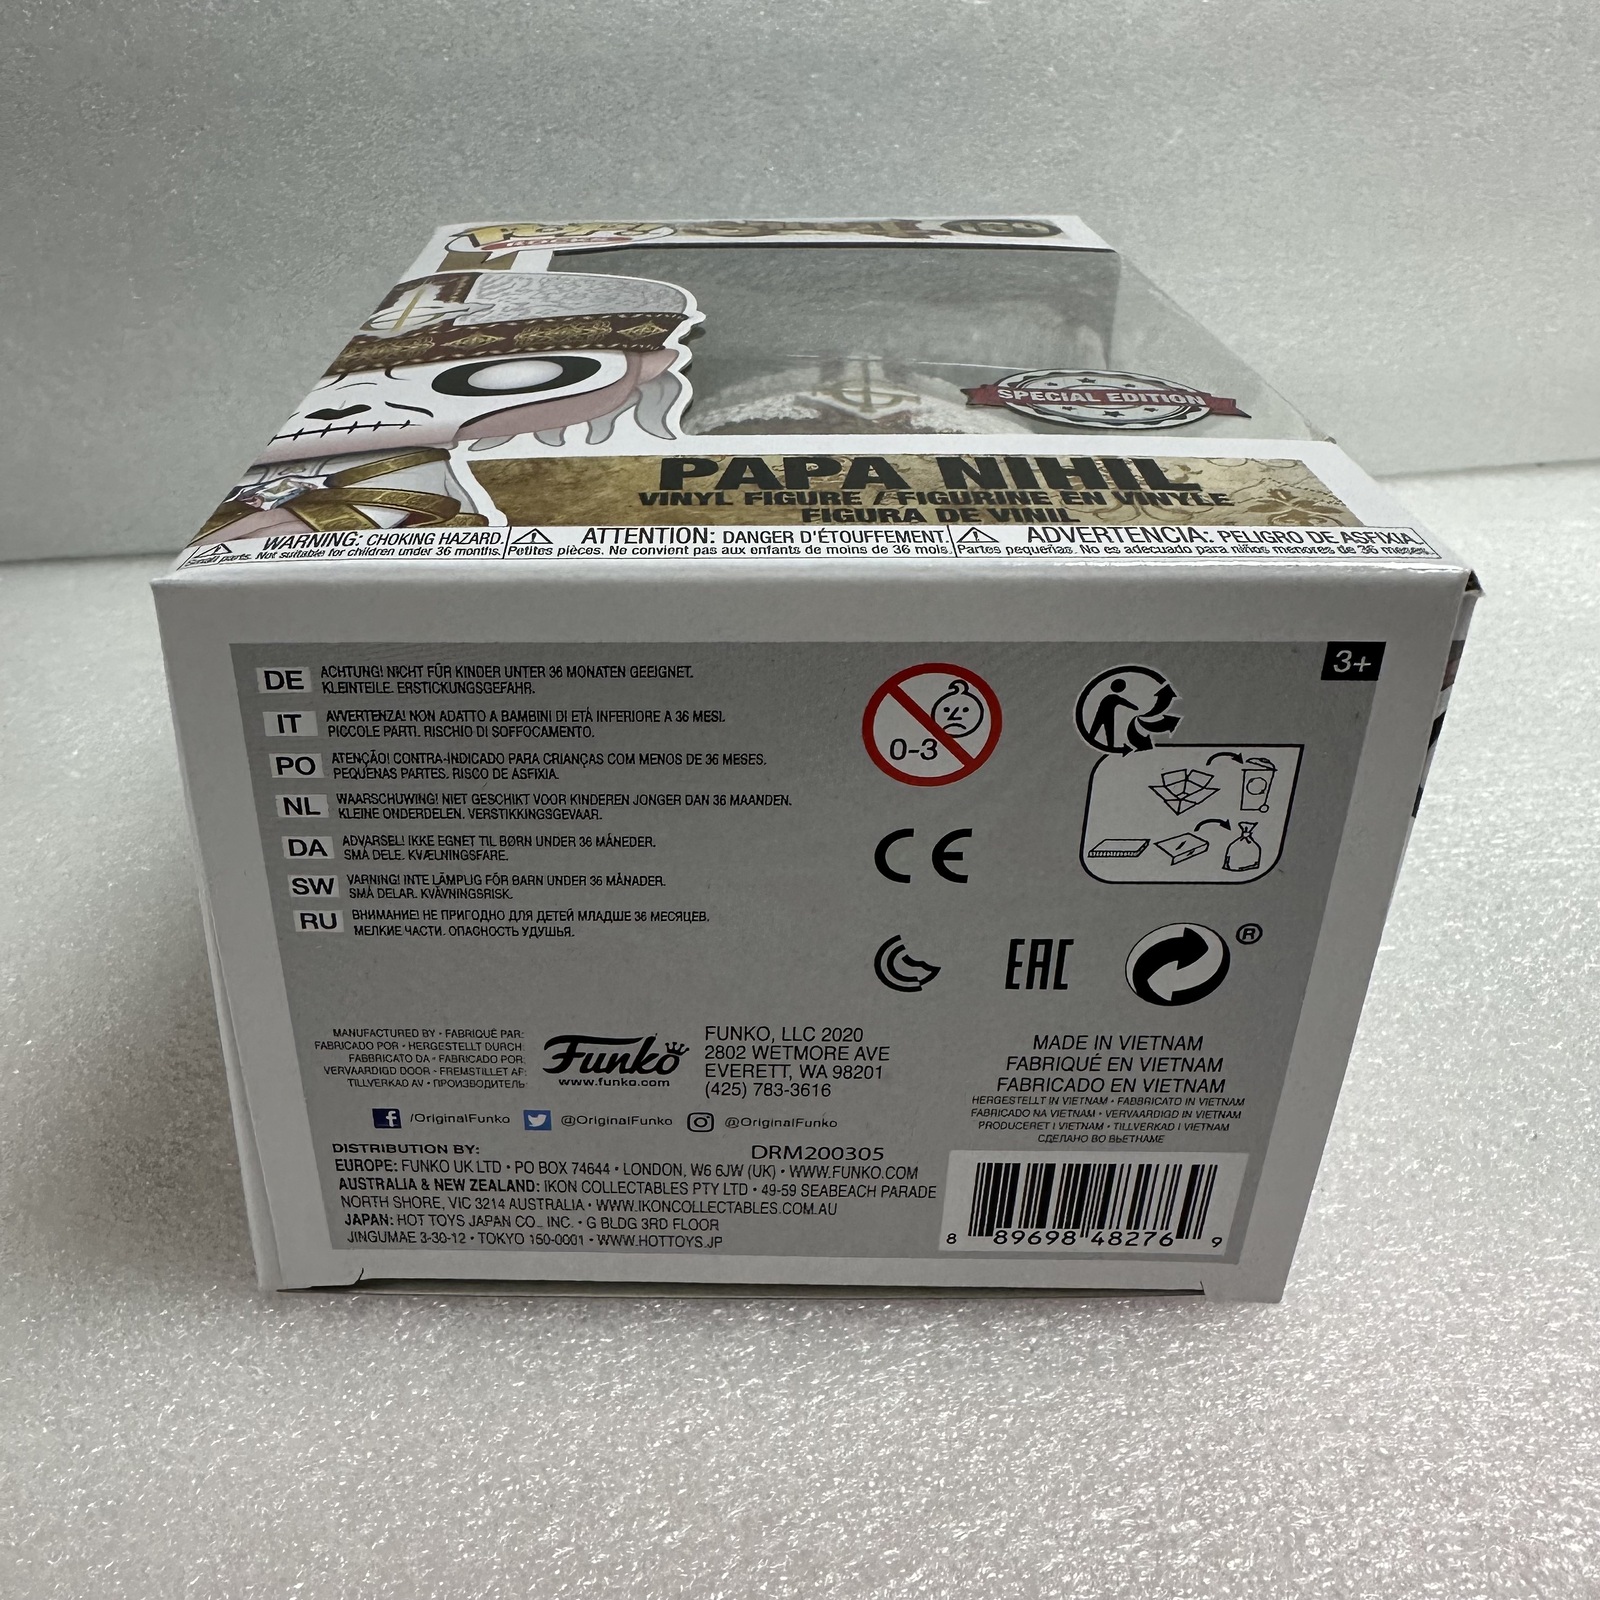 POP!
ROCKS
SPECIAL EDITION
PAPA NIHIL
VINYL FIGURE / FIGURINE EN VINYLE
FIGURA DE VINIL
WARNING: CHOKING HAZARD.
Small parts. Not suitable for children under 36 months.
ATTENTION: DANGER D'ÉTOUFFEMENT.
Petites pièces. Ne convient pas aux enfants de moins de 36 mois.
ADVERTENCIA: PELIGRO DE ASFIXIA.
Partes pequeñas. No es adecuado para niños menores de 36 meses.
3+
DE ACHTUNG! NICHT FÜR KINDER UNTER 36 MONATEN GEEIGNET.
KLEINTEILE. ERSTICKUNGSGEFAHR.
IT AVVERTENZA! NON ADATTO A BAMBINI DI ETÀ INFERIORE A 36 MESI.
PICCOLE PARTI. RISCHIO DI SOFFOCAMENTO.
PO ATENÇÃO! CONTRA-INDICADO PARA CRIANÇAS COM MENOS DE 36 MESES.
PEQUENAS PARTES. RISCO DE ASFIXIA.
NL WAARSCHUWING! NIET GESCHIKT VOOR KINDEREN JONGER DAN 36 MAANDEN.
KLEINE ONDERDELEN. VERSTIKKINGSGEVAAR.
DA ADVARSEL! IKKE EGNET TIL BØRN UNDER 36 MÅNEDER.
SMÅ DELE. KVÆLNINGSFARE.
SW VARNING! INTE LÄMPLIG FÖR BARN UNDER 36 MÅNADER.
SMÅ DELAR. KVÄVNINGSRISK.
RU ВНИМАНИЕ! НЕ ПРИГОДНО ДЛЯ ДЕТЕЙ МЛАДШЕ 36 МЕСЯЦЕВ.
МЕЛКИЕ ЧАСТИ. ОПАСНОСТЬ УДУШЬЯ.
0-3
CE
EAC
®
MANUFACTURED BY • FABRIQUÉ PAR:
FABRICADO POR • HERGESTELLT DURCH:
FABBRICATO DA • FABRICADO POR:
VERVAARDIGD DOOR • FREMSTILLET AF:
TILLVERKAD AV • ПРОИЗВОДИТЕЛЬ:
Funko
www.funko.com
FUNKO, LLC 2020
2802 WETMORE AVE
EVERETT, WA 98201
(425) 783-3616
/OriginalFunko @OriginalFunko @OriginalFunko
MADE IN VIETNAM
FABRIQUÉ EN VIETNAM
FABRICADO EN VIETNAM
HERGESTELLT IN VIETNAM • FABBRICATO IN VIETNAM
FABRICADO NA VIETNAM • VERVAARDIGD IN VIETNAM
PRODUCERET I VIETNAM • TILLVERKAD I VIETNAM
СДЕЛАНО ВО ВЬЕТНАМЕ
DISTRIBUTION BY: DRM200305
EUROPE: FUNKO UK LTD • PO BOX 74644 • LONDON, W6 6JW (UK) • WWW.FUNKO.COM
AUSTRALIA & NEW ZEALAND: IKON COLLECTABLES PTY LTD • 49-59 SEABEACH PARADE
NORTH SHORE, VIC 3214 AUSTRALIA • WWW.IKONCOLLECTABLES.COM.AU
JAPAN: HOT TOYS JAPAN CO., INC. • G BLDG 3RD FLOOR
JINGUMAE 3-30-12 • TOKYO 150-0001 • WWW.HOTTOYS.JP
8 89698 48276 9